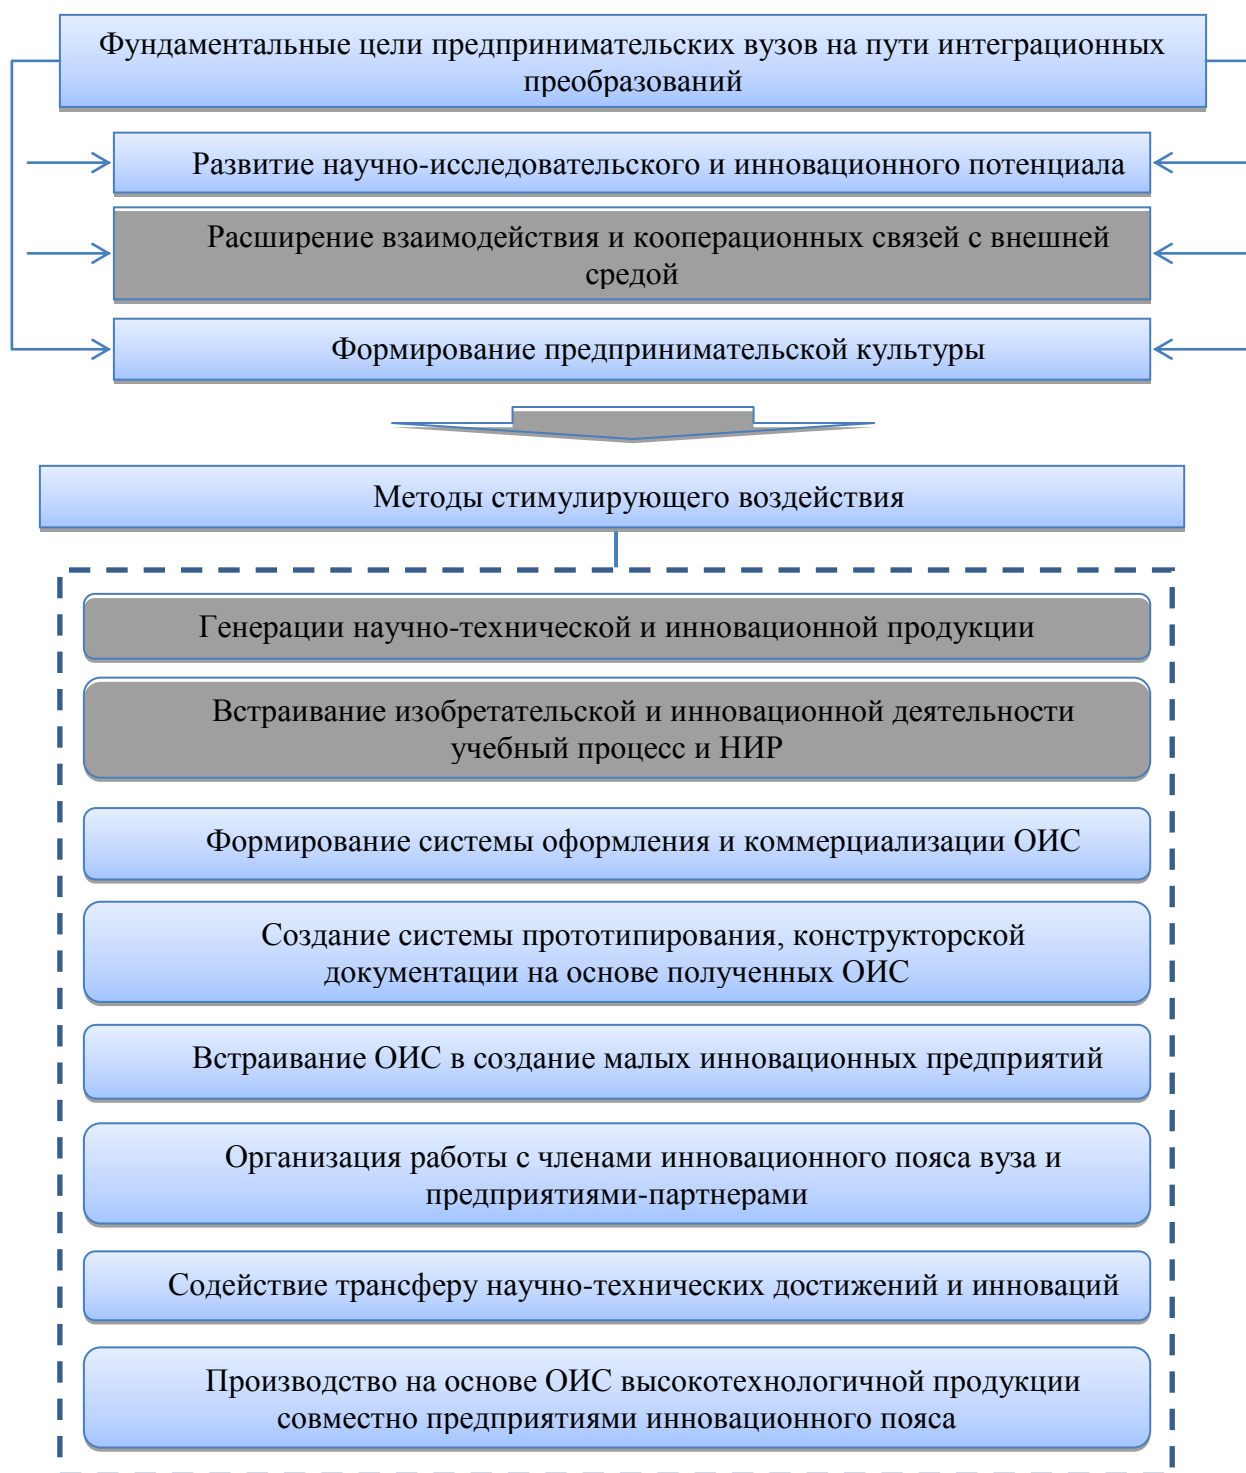 Фундаментальные цели предпринимательских вузов на пути интеграционных
преобразований
Развитие научно-исследовательского и инновационного потенциала
Расширение взаимодействия и кооперационных связей с внешней
средой
Формирование предпринимательской культуры
Методы стимулирующего воздействия
Генерации научно-технической и инновационной продукции
Встраивание изобретательской и инновационной деятельности
учебный процесс и НИР
Формирование системы оформления и коммерциализации ОИС
Создание системы прототипирования, конструкторской
документации на основе полученных ОИС
Встраивание ОИС в создание малых инновационных предприятий
Организация работы с членами инновационного пояса вуза и
предприятиями-партнерами
Содействие трансферу научно-технических достижений и инноваций
Производство на основе ОИС высокотехнологичной продукции
совместно предприятиями инновационного пояса